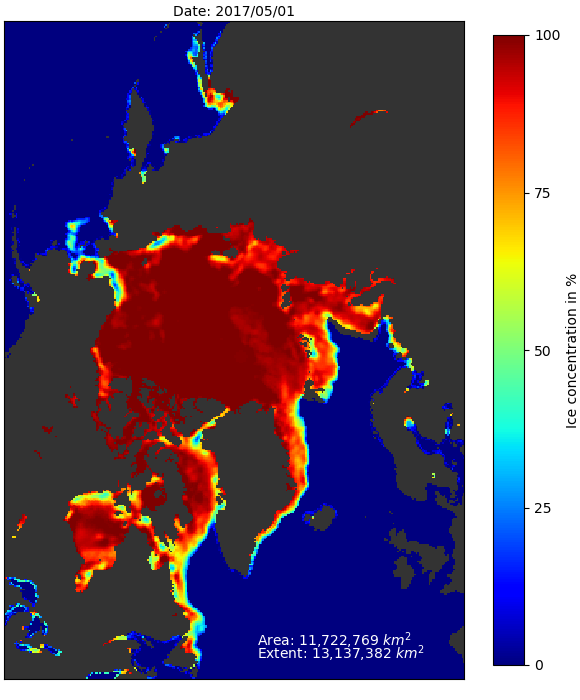 Date: 2017/05/01
100
75
50
25
0
Ice concentration in %
Area: 11,722,769 km²
Extent: 13,137,382 km²